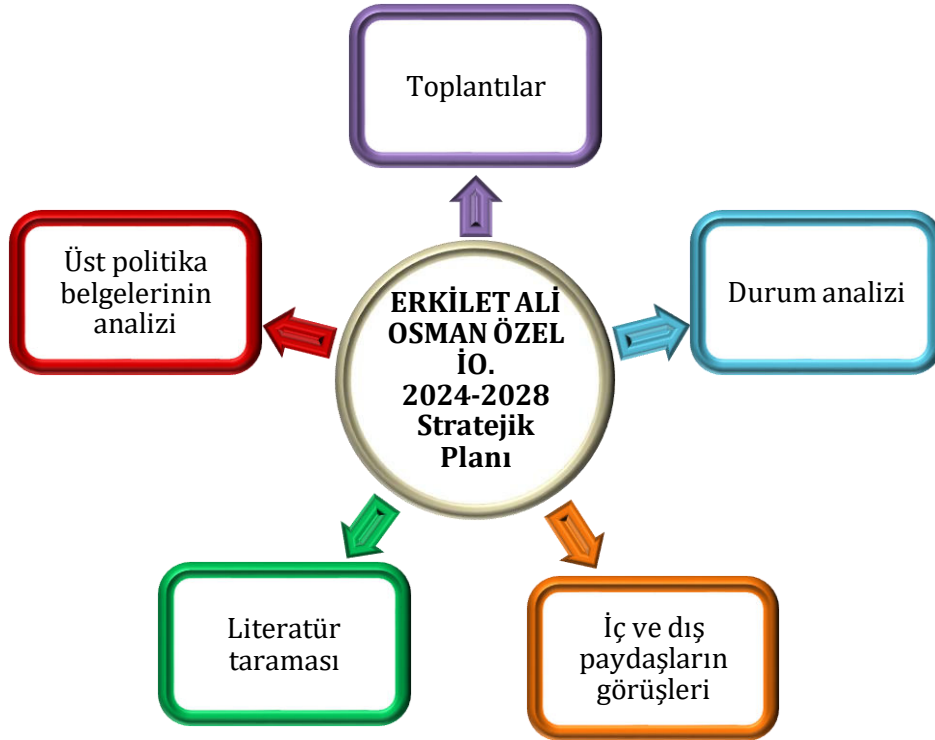 Toplantılar
Üst politika
belgelerinin
analizi
ERKİLET ALİ
OSMAN ÖZEL
İO.
2024-2028
Stratejik
Planı
Durum analizi
Literatür
taraması
İç ve dış
paydaşların
görüşleri